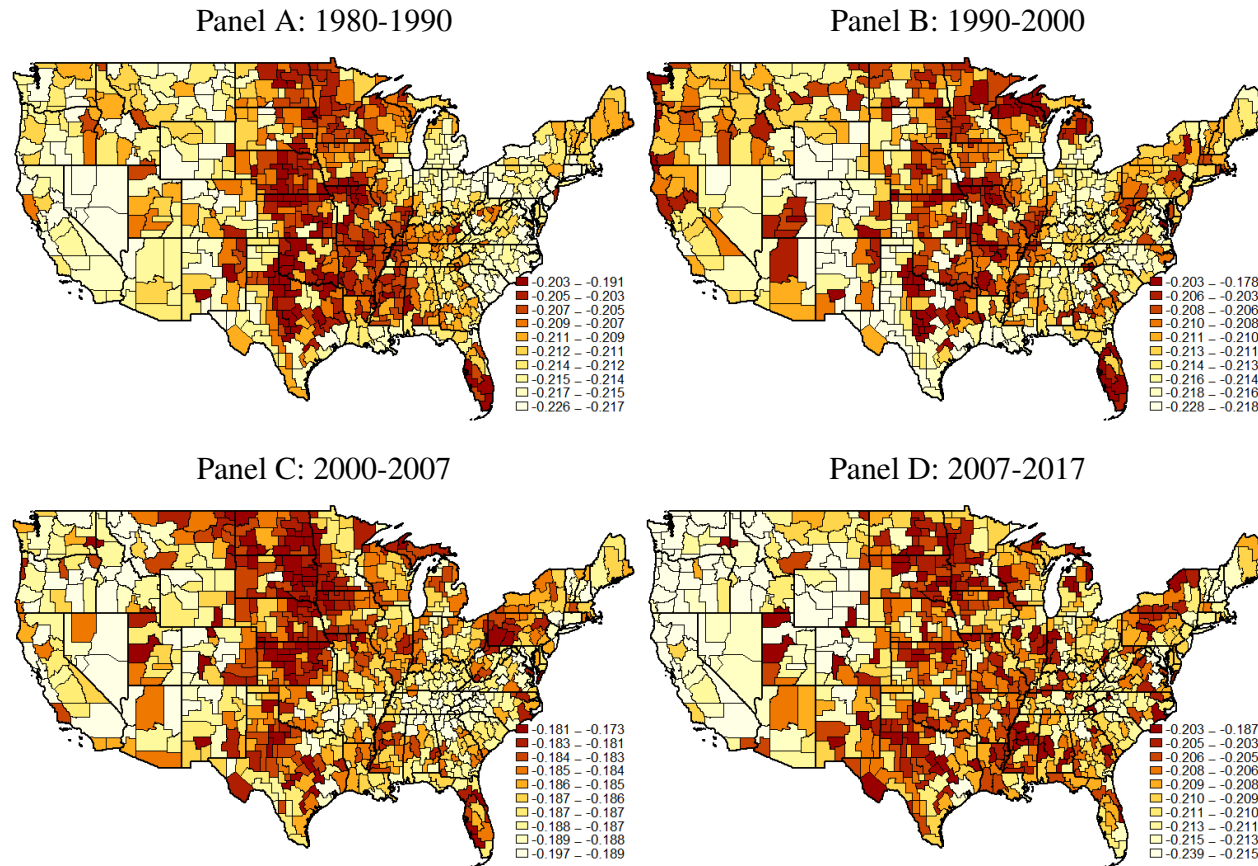 Panel A: 1980-1990
Panel B: 1990-2000
-0.203 – -0.191
-0.205 – -0.203
-0.207 – -0.205
-0.209 – -0.207
-0.211 – -0.209
-0.212 – -0.211
-0.214 – -0.212
-0.215 – -0.214
-0.217 – -0.215
-0.226 – -0.217
-0.203 – -0.178
-0.206 – -0.203
-0.208 – -0.206
-0.210 – -0.208
-0.211 – -0.210
-0.213 – -0.211
-0.214 – -0.213
-0.216 – -0.214
-0.218 – -0.216
-0.228 – -0.218
Panel C: 2000-2007
Panel D: 2007-2017
-0.181 – -0.173
-0.183 – -0.181
-0.184 – -0.183
-0.185 – -0.184
-0.186 – -0.185
-0.187 – -0.186
-0.187 – -0.187
-0.188 – -0.187
-0.189 – -0.188
-0.197 – -0.189
-0.203 – -0.187
-0.205 – -0.203
-0.206 – -0.205
-0.208 – -0.206
-0.209 – -0.208
-0.210 – -0.209
-0.211 – -0.210
-0.213 – -0.211
-0.215 – -0.213
-0.239 – -0.215